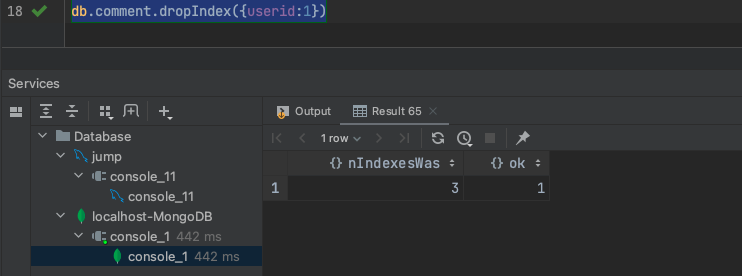 18 db.comment.dropIndex({userid:1})
Services
Database
jump
console_11
console_11
localhost-MongoDB
console_1 442 ms
console_1 442 ms
Output Result 65
1 row
{} nIndexesWas {} ok
1 3 1